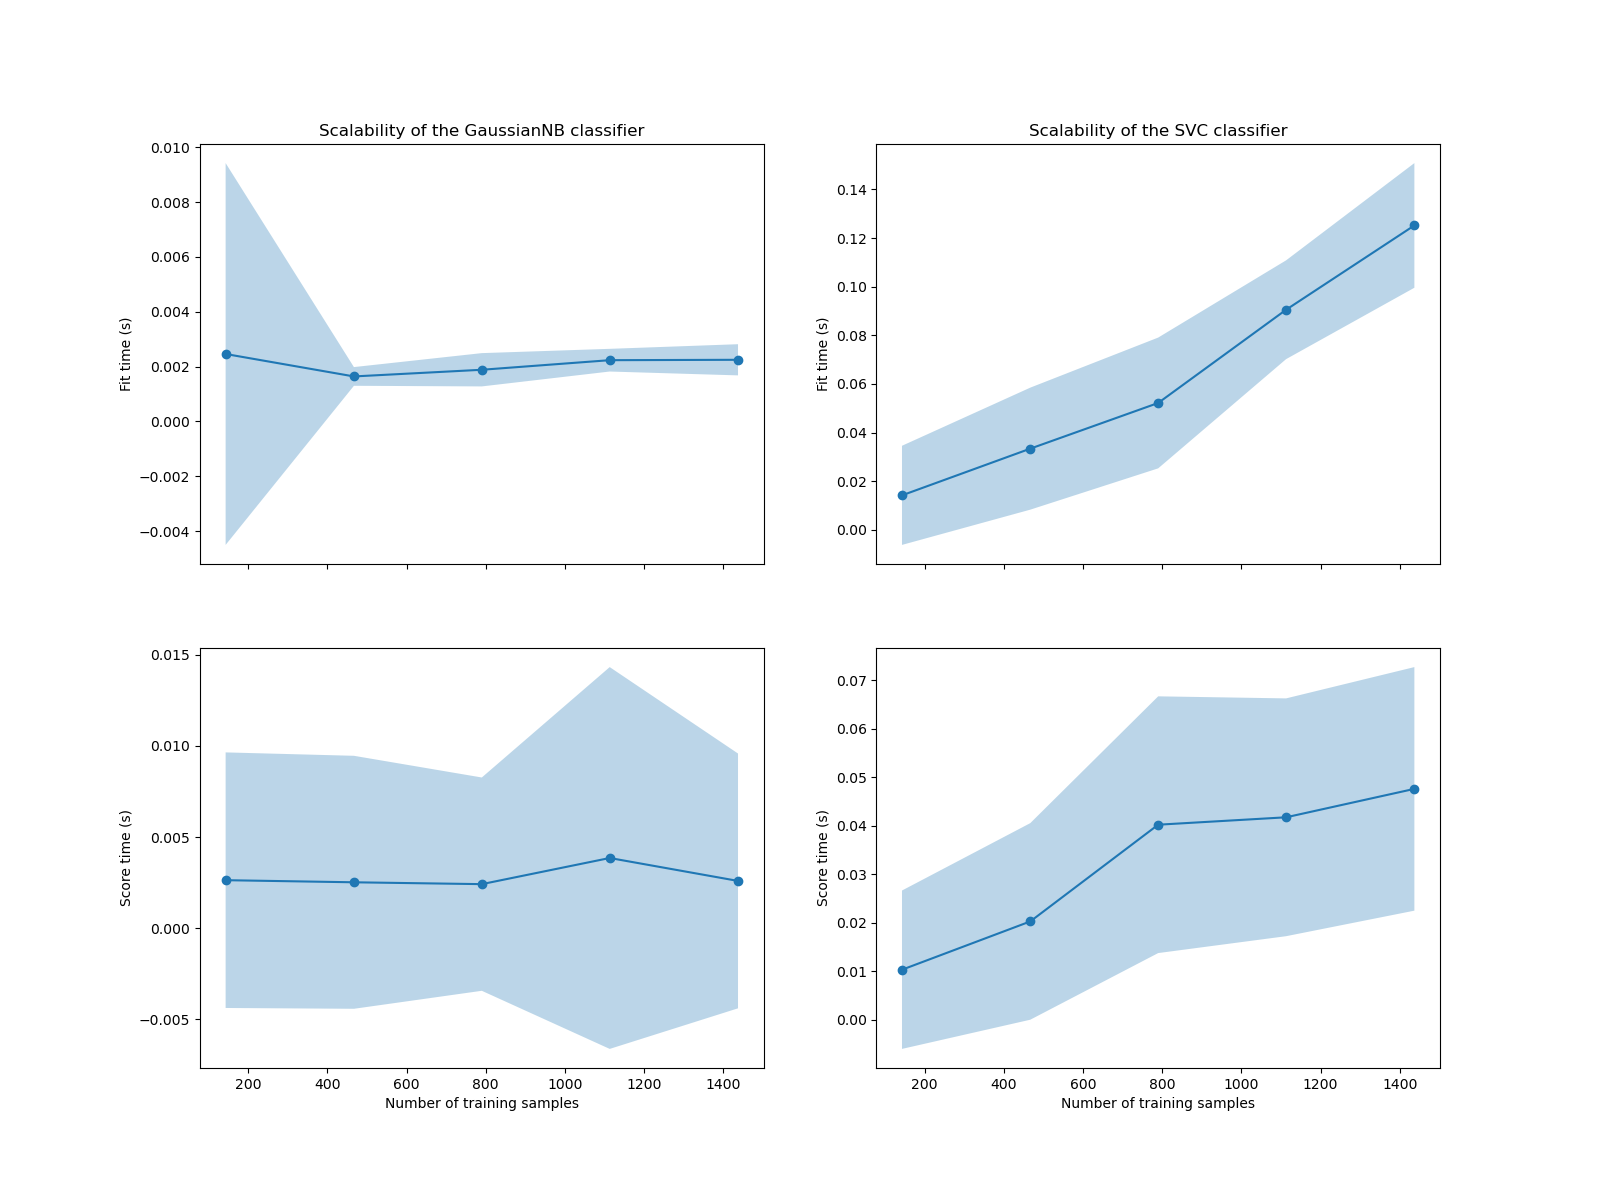 Scalability of the GaussianNB classifier
0.010
0.008
0.006
0.004
0.002
0.000
−0.002
−0.004
Fit time (s)
Scalability of the SVC classifier
0.14
0.12
0.10
0.08
0.06
0.04
0.02
0.00
Fit time (s)
0.015
0.010
0.005
0.000
−0.005
Score time (s)
200 400 600 800 1000 1200 1400
Number of training samples
0.07
0.06
0.05
0.04
0.03
0.02
0.01
0.00
Score time (s)
200 400 600 800 1000 1200 1400
Number of training samples